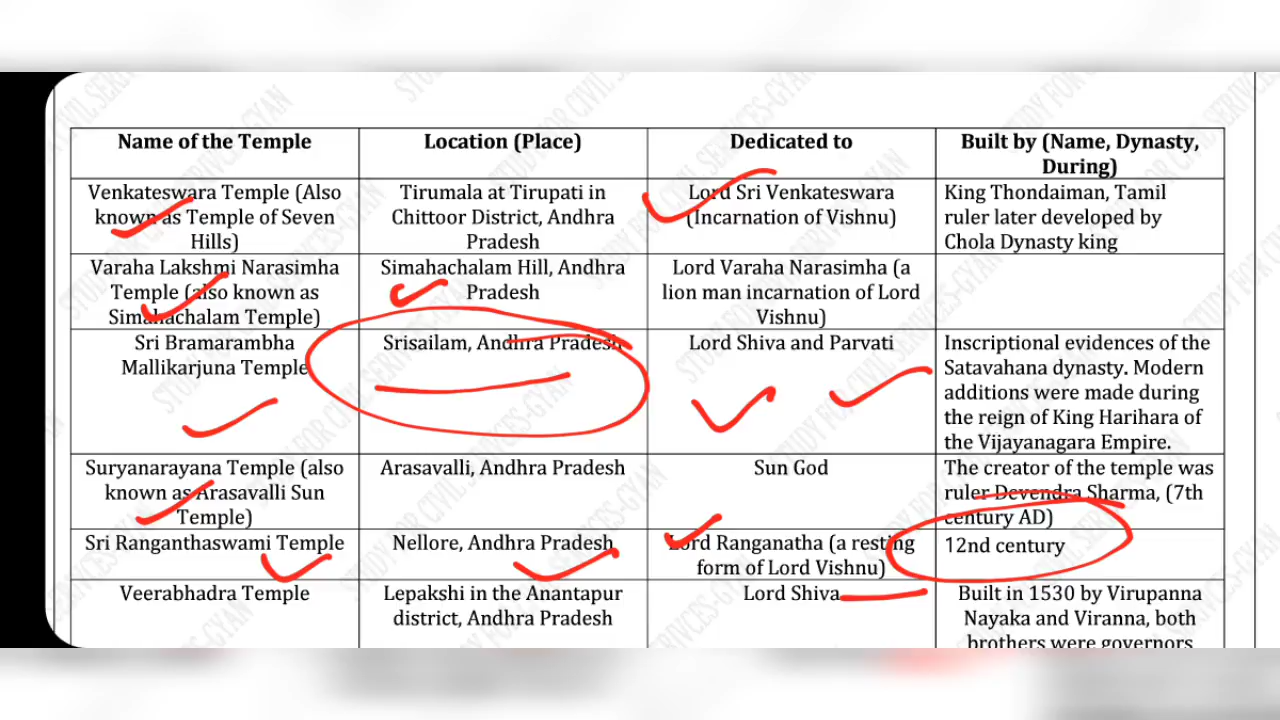 Name of the Temple
Location (Place)
Dedicated to
Built by (Name, Dynasty,
During)
Venkateswara Temple (Also
known as Temple of Seven
Hills)
Tirumala at Tirupati in
Chittoor District, Andhra
Pradesh
Lord Sri Venkateswara
(Incarnation of Vishnu)
King Thondaiman, Tamil
ruler later developed by
Chola Dynasty king
Varaha Lakshmi Narasimha
Temple (also known as
Simahachalam Temple)
Simahachalam Hill, Andhra
Pradesh
Lord Varaha Narasimha (a
lion man incarnation of Lord
Vishnu)
Sri Bramarambha
Mallikarjuna Temple
Srisailam, Andhra Pradesh
Lord Shiva and Parvati
Inscriptional evidences of the
Satavahana dynasty. Modern
additions were made during
the reign of King Harihara of
the Vijayanagara Empire.
Suryanarayana Temple (also
known as Arasavalli Sun
Temple)
Arasavalli, Andhra Pradesh
Sun God
The creator of the temple was
ruler Devendra Sharma, (7th
century AD)
Sri Ranganthaswami Temple
Nellore, Andhra Pradesh
Lord Ranganatha (a resting
form of Lord Vishnu)
12nd century
Veerabhadra Temple
Lepakshi in the Anantapur
district, Andhra Pradesh
Lord Shiva
Built in 1530 by Virupanna
Nayaka and Viranna, both
brothers were governors